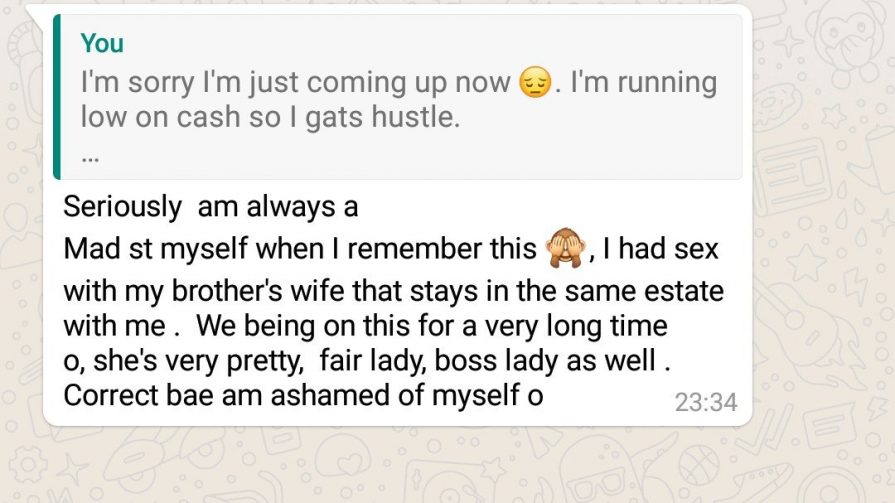 You
I'm sorry I'm just coming up now 😔. I'm running
low on cash so I gats hustle.
...
Seriously  am always a
Mad st myself when I remember this 🙈, I had sex
with my brother's wife that stays in the same estate
with me .  We being on this for a very long time
o, she's very pretty,  fair lady, boss lady as well .
Correct bae am ashamed of myself o
23:34